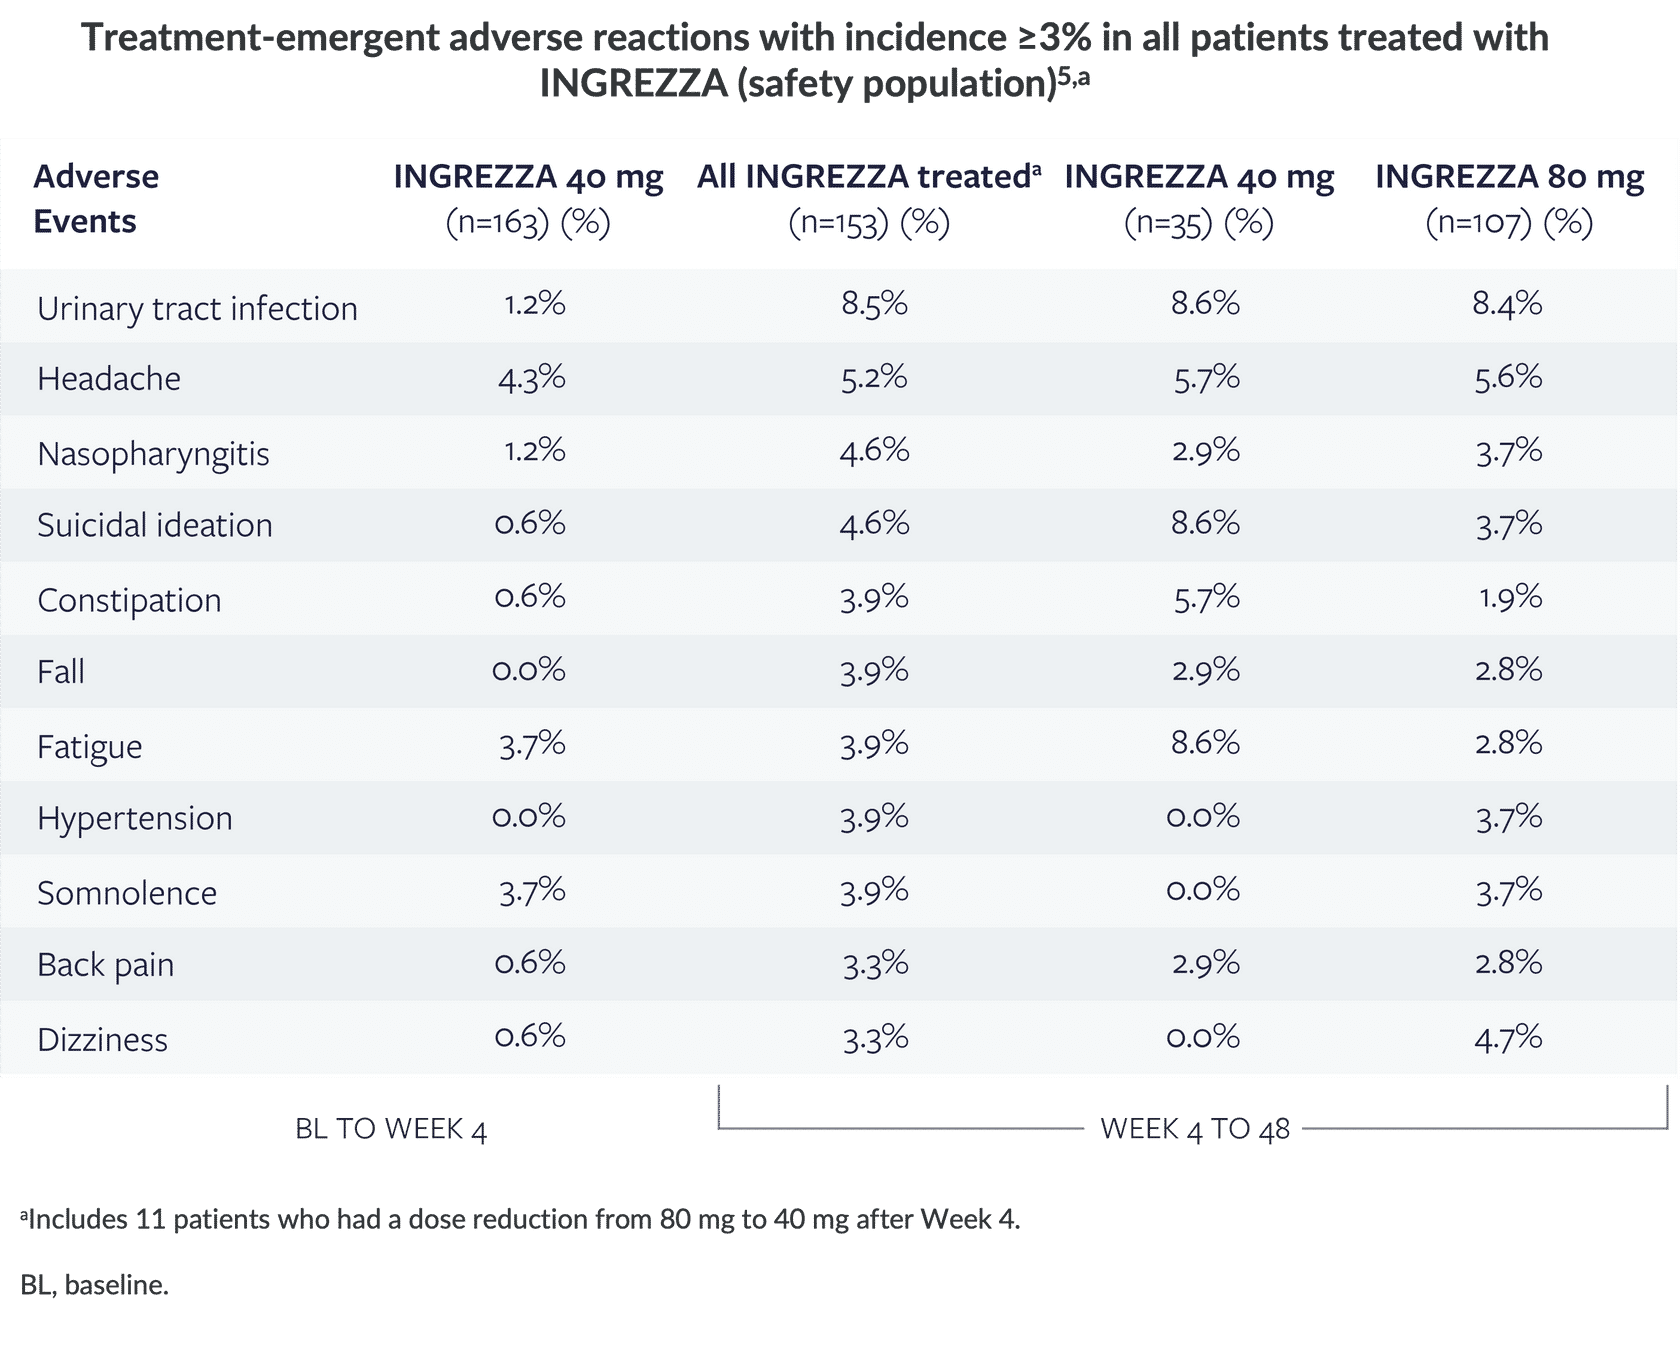 Treatment-emergent adverse reactions with incidence ≥3% in all patients treated with
INGREZZA (safety population)5,a
Adverse Events INGREZZA 40 mg (n=163) (%) All INGREZZA treateda (n=153) (%) INGREZZA 40 mg (n=35) (%) INGREZZA 80 mg (n=107) (%)
Urinary tract infection 1.2% 8.5% 8.6% 8.4%
Headache 4.3% 5.2% 5.7% 5.6%
Nasopharyngitis 1.2% 4.6% 2.9% 3.7%
Suicidal ideation 0.6% 4.6% 8.6% 3.7%
Constipation 0.6% 3.9% 5.7% 1.9%
Fall 0.0% 3.9% 2.9% 2.8%
Fatigue 3.7% 3.9% 8.6% 2.8%
Hypertension 0.0% 3.9% 0.0% 3.7%
Somnolence 3.7% 3.9% 0.0% 3.7%
Back pain 0.6% 3.3% 2.9% 2.8%
Dizziness 0.6% 3.3% 0.0% 4.7%
BL TO WEEK 4 WEEK 4 TO 48
aIncludes 11 patients who had a dose reduction from 80 mg to 40 mg after Week 4.
BL, baseline.